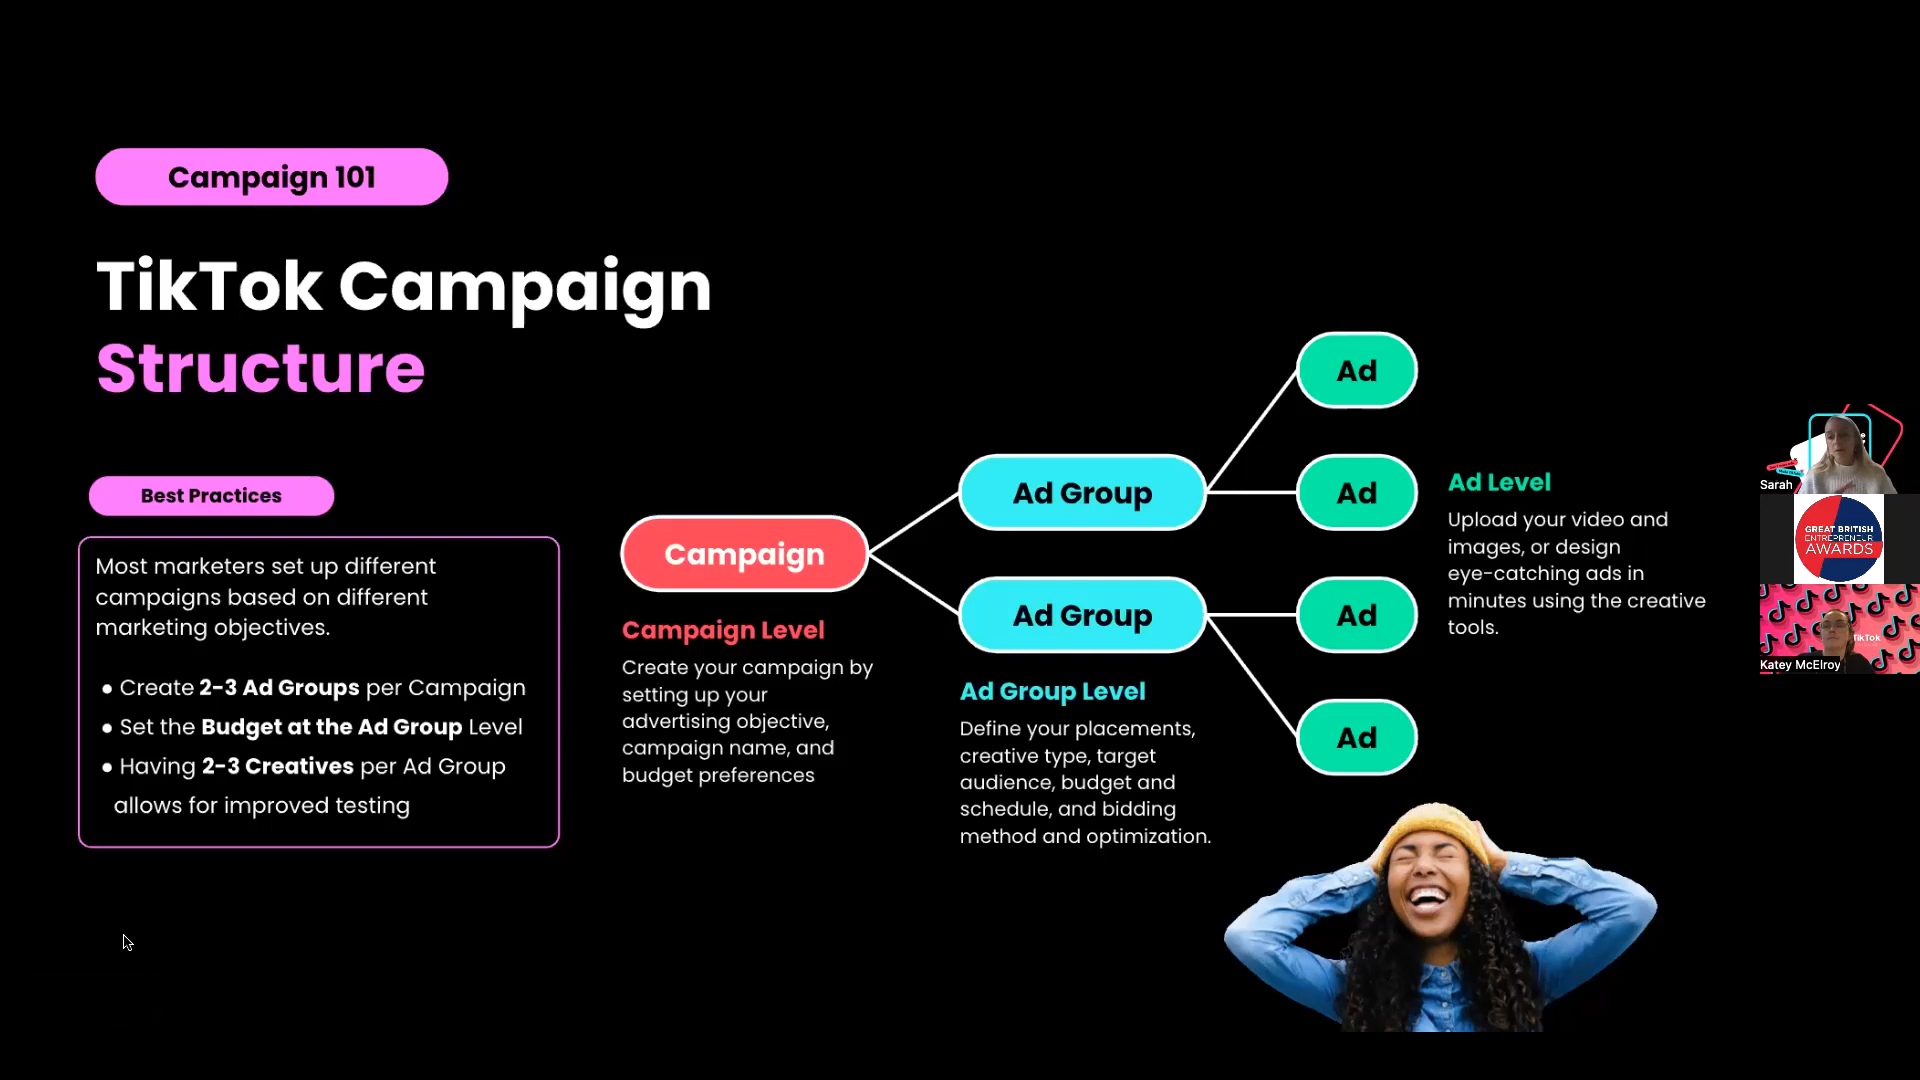 Campaign 101
TikTok Campaign
Structure
Best Practices
Most marketers set up different
campaigns based on different
marketing objectives.
● Create 2-3 Ad Groups per Campaign
● Set the Budget at the Ad Group Level
● Having 2-3 Creatives per Ad Group
allows for improved testing
Campaign
Campaign Level
Create your campaign by
setting up your
advertising objective,
campaign name, and
budget preferences
Ad Group
Ad Group
Ad Group Level
Define your placements,
creative type, target
audience, budget and
schedule, and bidding
method and optimization.
Ad
Ad
Ad
Ad
Ad Level
Upload your video and
images, or design
eye-catching ads in
minutes using the creative
tools.
Sarah
GREAT BRITISH
ENTREPRENEUR
AWARDS
TikTok
Katey McElroy